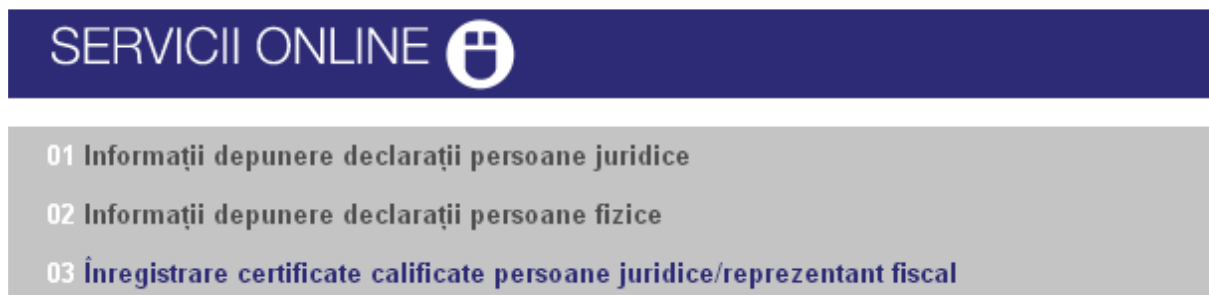 SERVICII ONLINE
01 Informații depunere declarații persoane juridice
02 Informații depunere declarații persoane fizice
03 Înregistrare certificate calificate persoane juridice/reprezentant fiscal